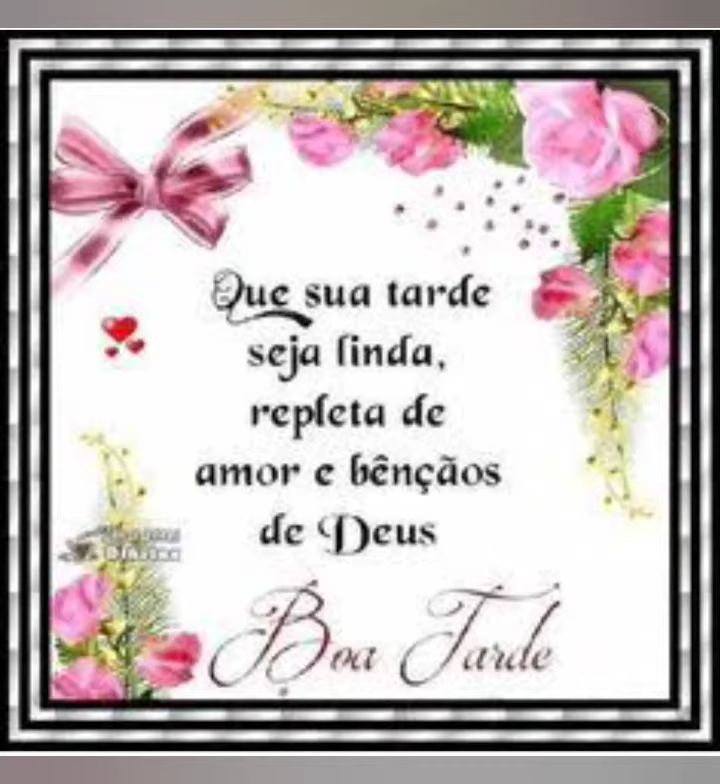 Que sua tarde
seja linda,
repleta de
amor e bênçãos
de Deus
Boa Tarde